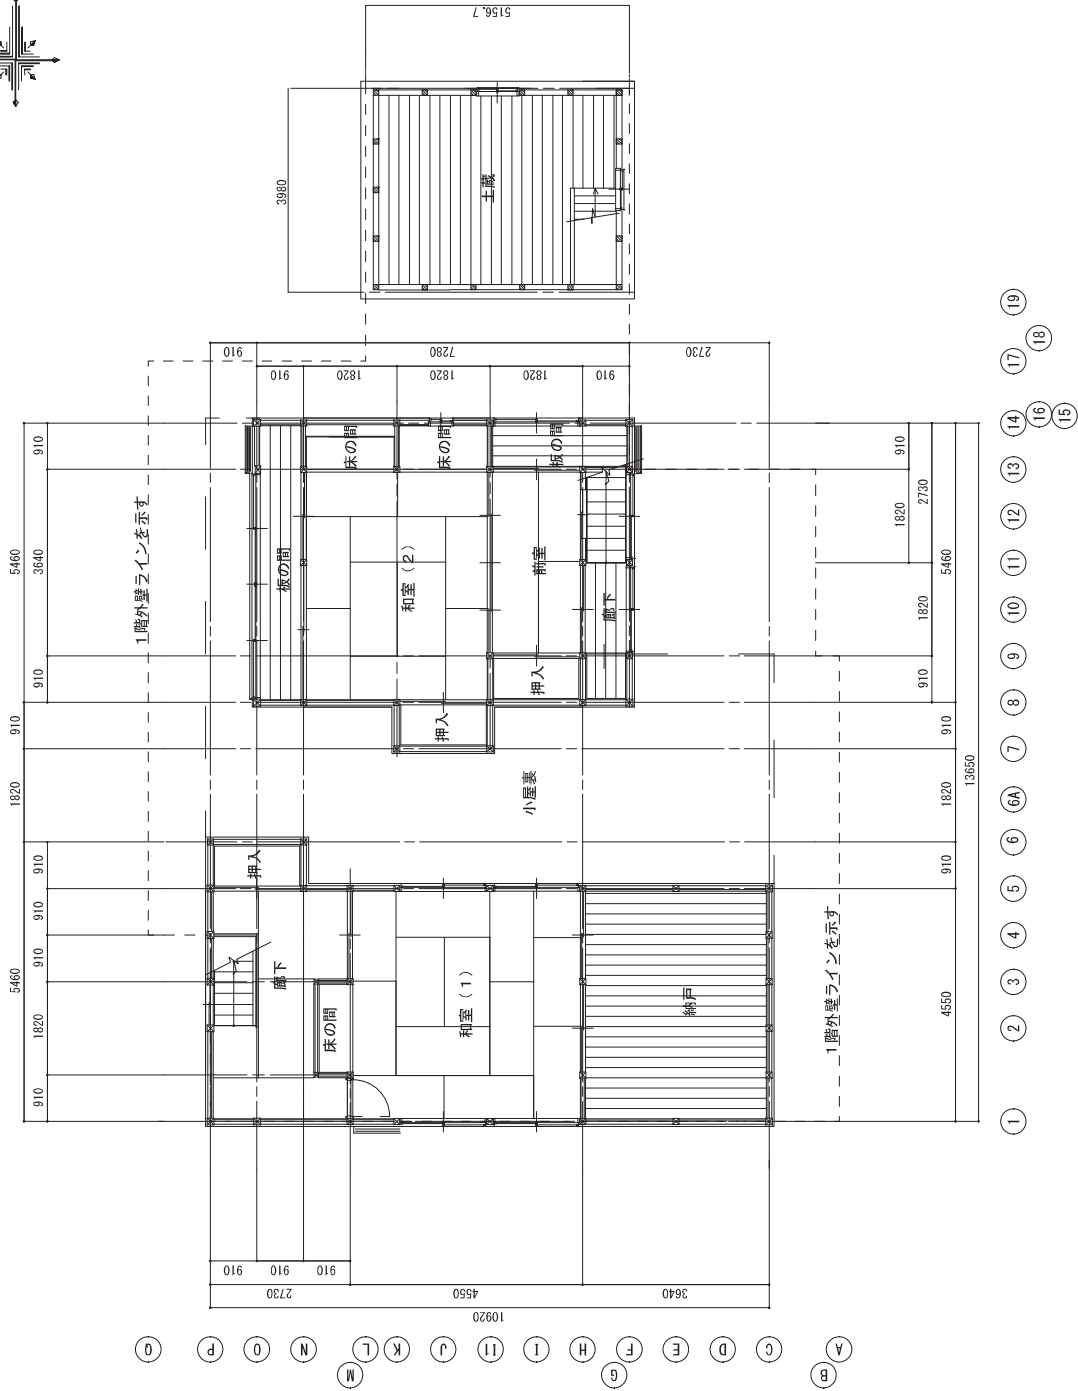 5156.7
3980
土蔵
910
7280
2730
910
1820
1820
1820
910
1階外壁ラインを示す
5460
910
3640
910
910
1820
5460
910
910
910
1820
910
板の間
床の間
床の間
板の間
和室（2）
前室
廊下
押入
押入
小屋裏
押入
廊下
床の間
和室（1）
納戸
1階外壁ラインを示す
910
1820
2730
1820
910
5460
910
1820
910
4550
13650
19
18
17
16
15
14
13
12
11
10
9
8
7
6A
6
5
4
3
2
1
910
910
910
2730
4550
3640
10920
Q
P
O
N
M
L
K
J
I1
I
H
G
F
E
D
C
B
A